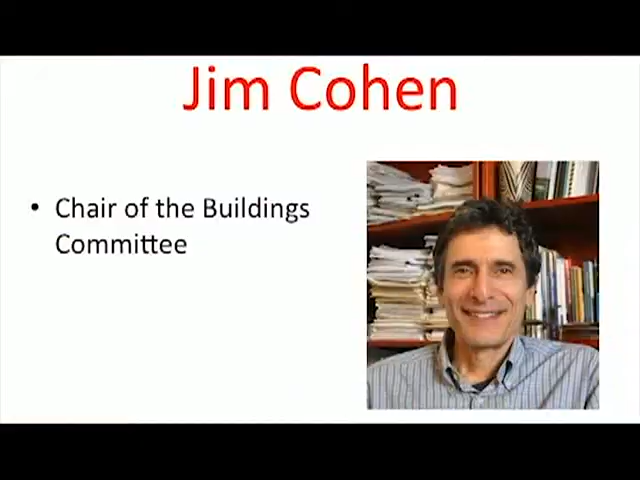 Jim Cohen
• Chair of the Buildings
Committee